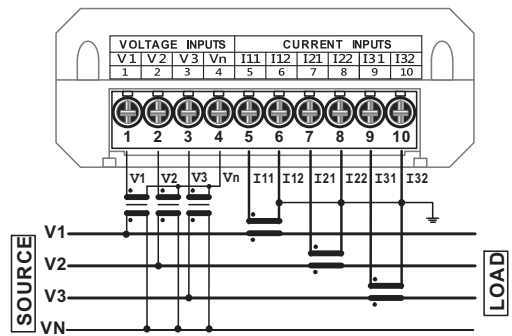 VOLTAGE INPUTS CURRENT INPUTS
V1 V2 V3 Vn I11 I12 I21 I22 I31 I32
1 2 3 4 5 6 7 8 9 10
1 2 3 4 5 6 7 8 9 10
V1 V2 V3 Vn I11 I12 I21 I22 I31 I32
SOURCE
V1
V2
V3
VN
LOAD